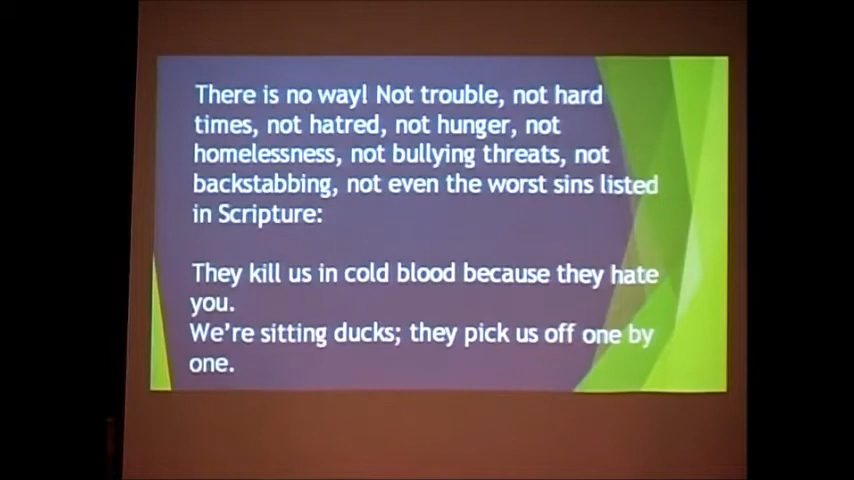 There is no way! Not trouble, not hard
times, not hatred, not hunger, not
homelessness, not bullying threats, not
backstabbing, not even the worst sins listed
in Scripture:
They kill us in cold blood because they hate
you.
We're sitting ducks; they pick us off one by
one.